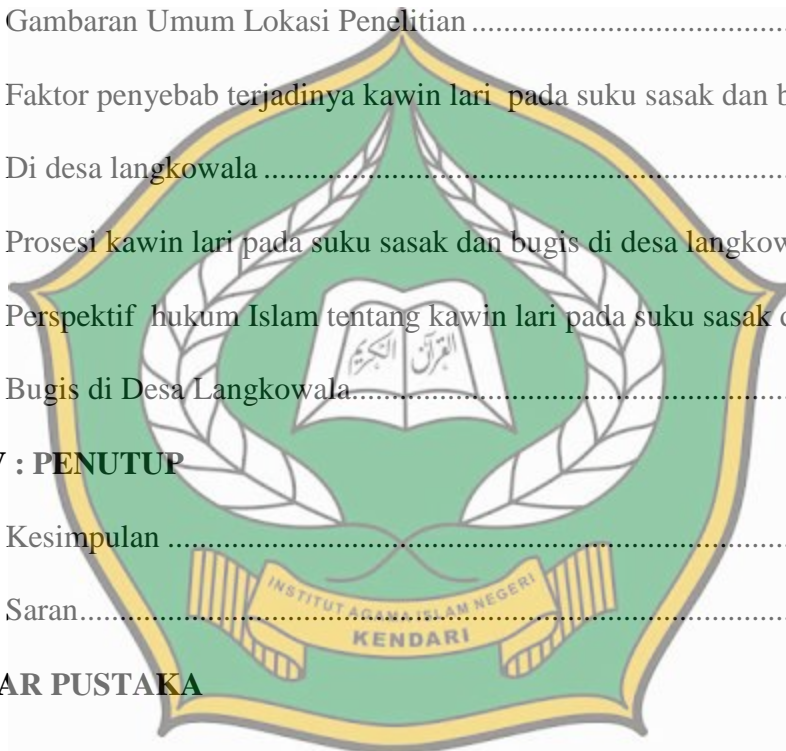 Gambaran Umum Lokasi Penelitian ........................................
Faktor penyebab terjadinya kawin lari pada suku sasak dan
Di desa langkowala ........................................
Prosesi kawin lari pada suku sasak dan bugis di desa
Perspektif hukum Islam tentang kawin lari pada suku sasak
القرآن الكريم
Bugis di Desa Langkowala........................................
: PENUTUP
Kesimpulan ........................................
Saran........................................
INSTITUT AGAMA ISLAM NEGERI
KENDARI
AR PUSTAKA